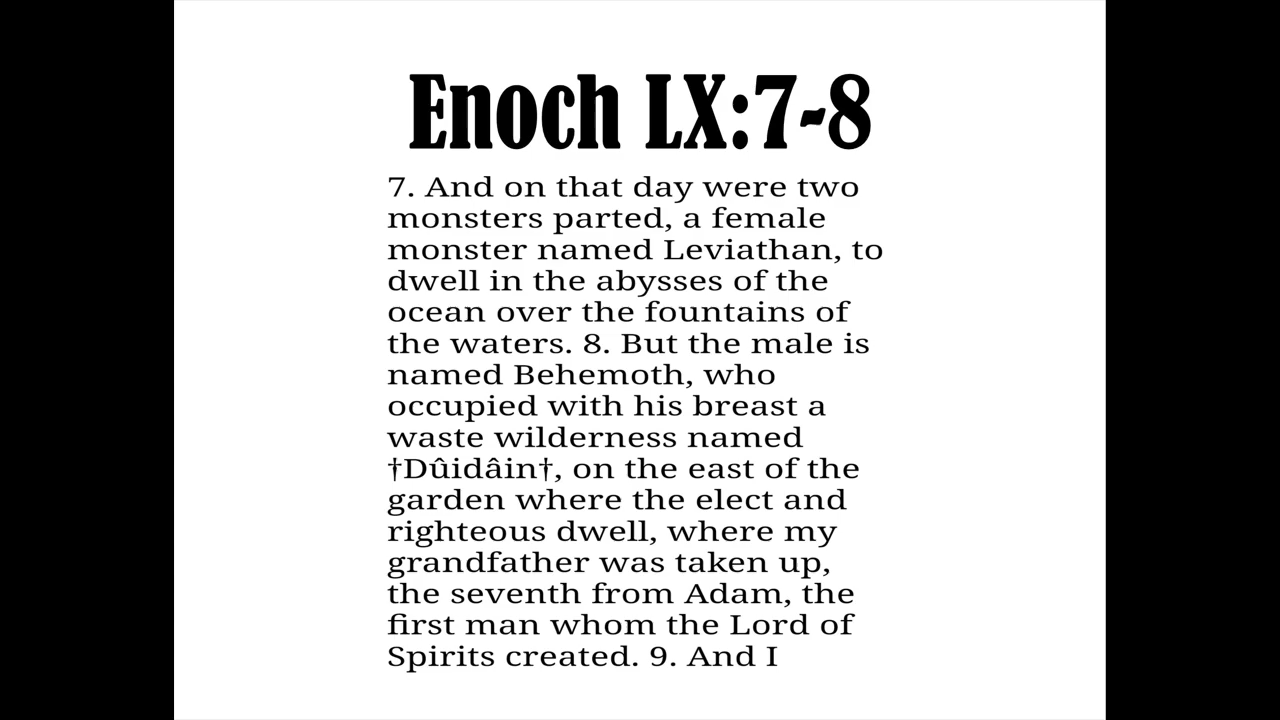 Enoch LX:7-8
7. And on that day were two
monsters parted, a female
monster named Leviathan, to
dwell in the abysses of the
ocean over the fountains of
the waters. 8. But the male is
named Behemoth, who
occupied with his breast a
waste wilderness named
†Dûidâin†, on the east of the
garden where the elect and
righteous dwell, where my
grandfather was taken up,
the seventh from Adam, the
first man whom the Lord of
Spirits created. 9. And I